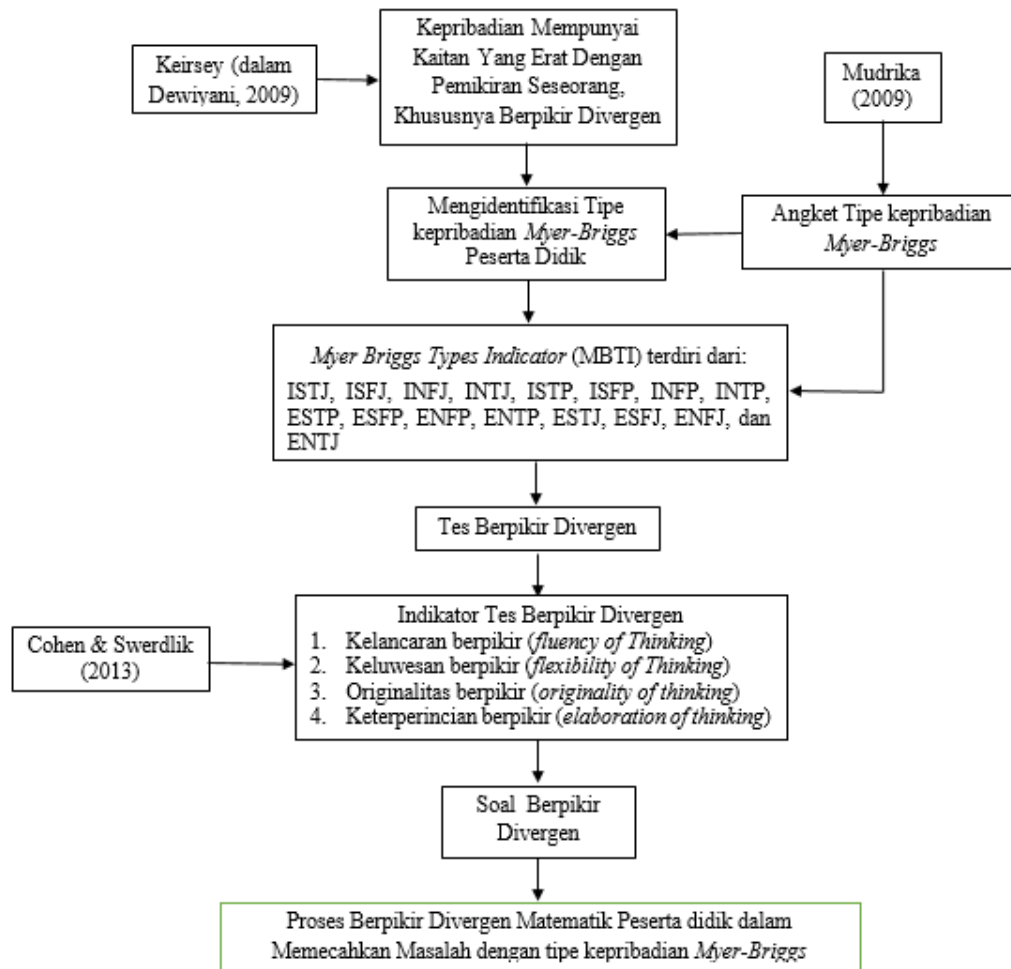 Kepribadian Mempunyai
Kaitan Yang Erat Dengan
Pemikiran Seseorang,
Khususnya Berpikir Divergen
Keirsey (dalam
Dewiyani, 2009)
Mudrika
(2009)
Mengidentifikasi Tipe
kepribadian Myer-Briggs
Peserta Didik
Angket Tipe kepribadian
Myer-Briggs
Myer Briggs Types Indicator (MBTI) terdiri dari:
ISTJ, ISFJ, INFJ, INTJ, ISTP, ISFP, INFP, INTP,
ESTP, ESFP, ENFP, ENTP, ESTJ, ESFJ, ENFJ, dan
ENTJ
Tes Berpikir Divergen
Indikator Tes Berpikir Divergen
1. Kelancaran berpikir (fluency of Thinking)
2. Keluwesan berpikir (flexibility of Thinking)
3. Originalitas berpikir (originality of thinking)
4. Keterperincian berpikir (elaboration of thinking)
Cohen & Swerdlik
(2013)
Soal Berpikir
Divergen
Proses Berpikir Divergen Matematik Peserta didik dalam
Memecahkan Masalah dengan tipe kepribadian Myer-Briggs